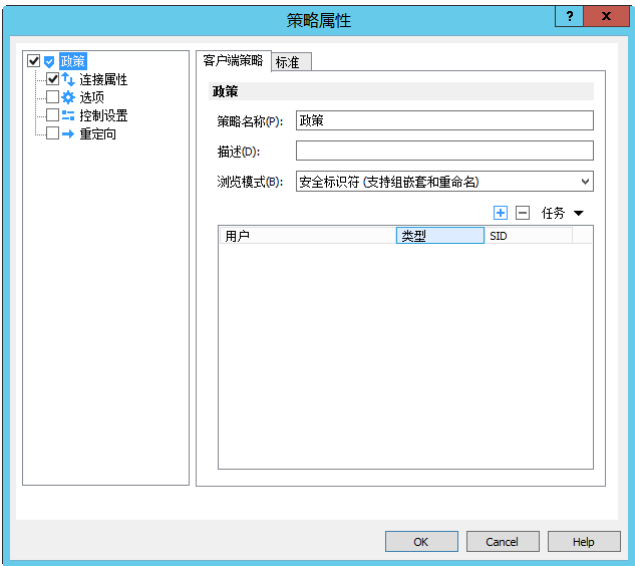 策略属性
? x
政策
连接属性
选项
控制设置
重定向
客户端策略 标准
政策
策略名称(P): 政策
描述(D):
浏览模式(B): 安全标识符 (支持组嵌套和重命名)
任务
用户 类型 SID
OK Cancel Help